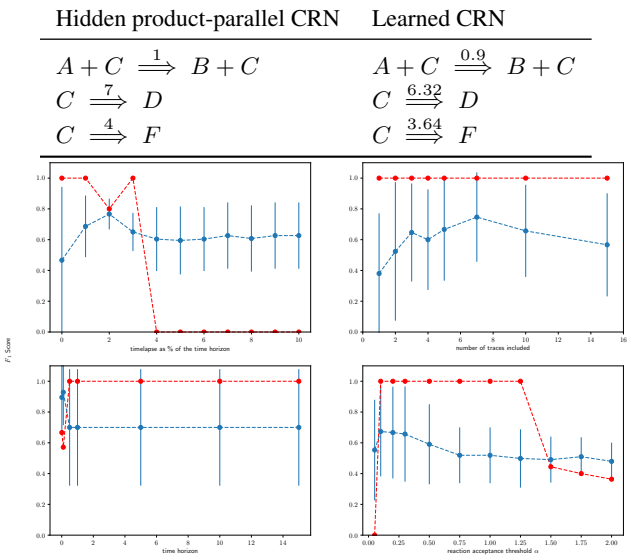 Hidden product-parallel CRN Learned CRN
A + C ⟹ 1 B + C A + C ⟹ 0.9 B + C
C ⟹ 7 D C ⟹ 6.32 D
C ⟹ 4 F C ⟹ 3.64 F
1.0 1.0
0.8 0.8
0.6 0.6
0.4 0.4
0.2 0.2
0.0 0.0
0 2 4 6 8 10 0 2 4 6 8 10 12 14 16
timelapse as % of the time horizon number of traces included
F₁ Score
1.0 1.0
0.8 0.8
0.6 0.6
0.4 0.4
0.2 0.2
0.0 0.0
0 2 4 6 8 10 12 14 0.00 0.25 0.50 0.75 1.00 1.25 1.50 1.75 2.00
time horizon reaction acceptance threshold α